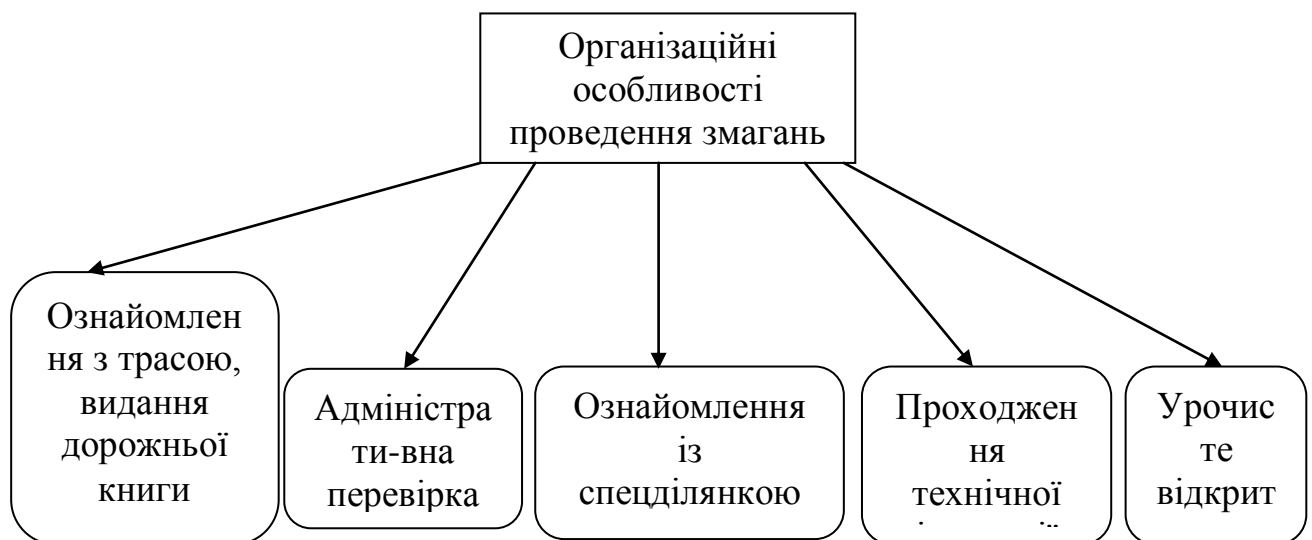 Організаційні
особливості
проведення змагань
Ознайомлен
ня з трасою,
видання
дорожньої
книги
Адміністра
ти-вна
перевірка
Ознайомлення
із
спецділянкою
Проходжен
ня
технічної
Урочис
те
відкрит